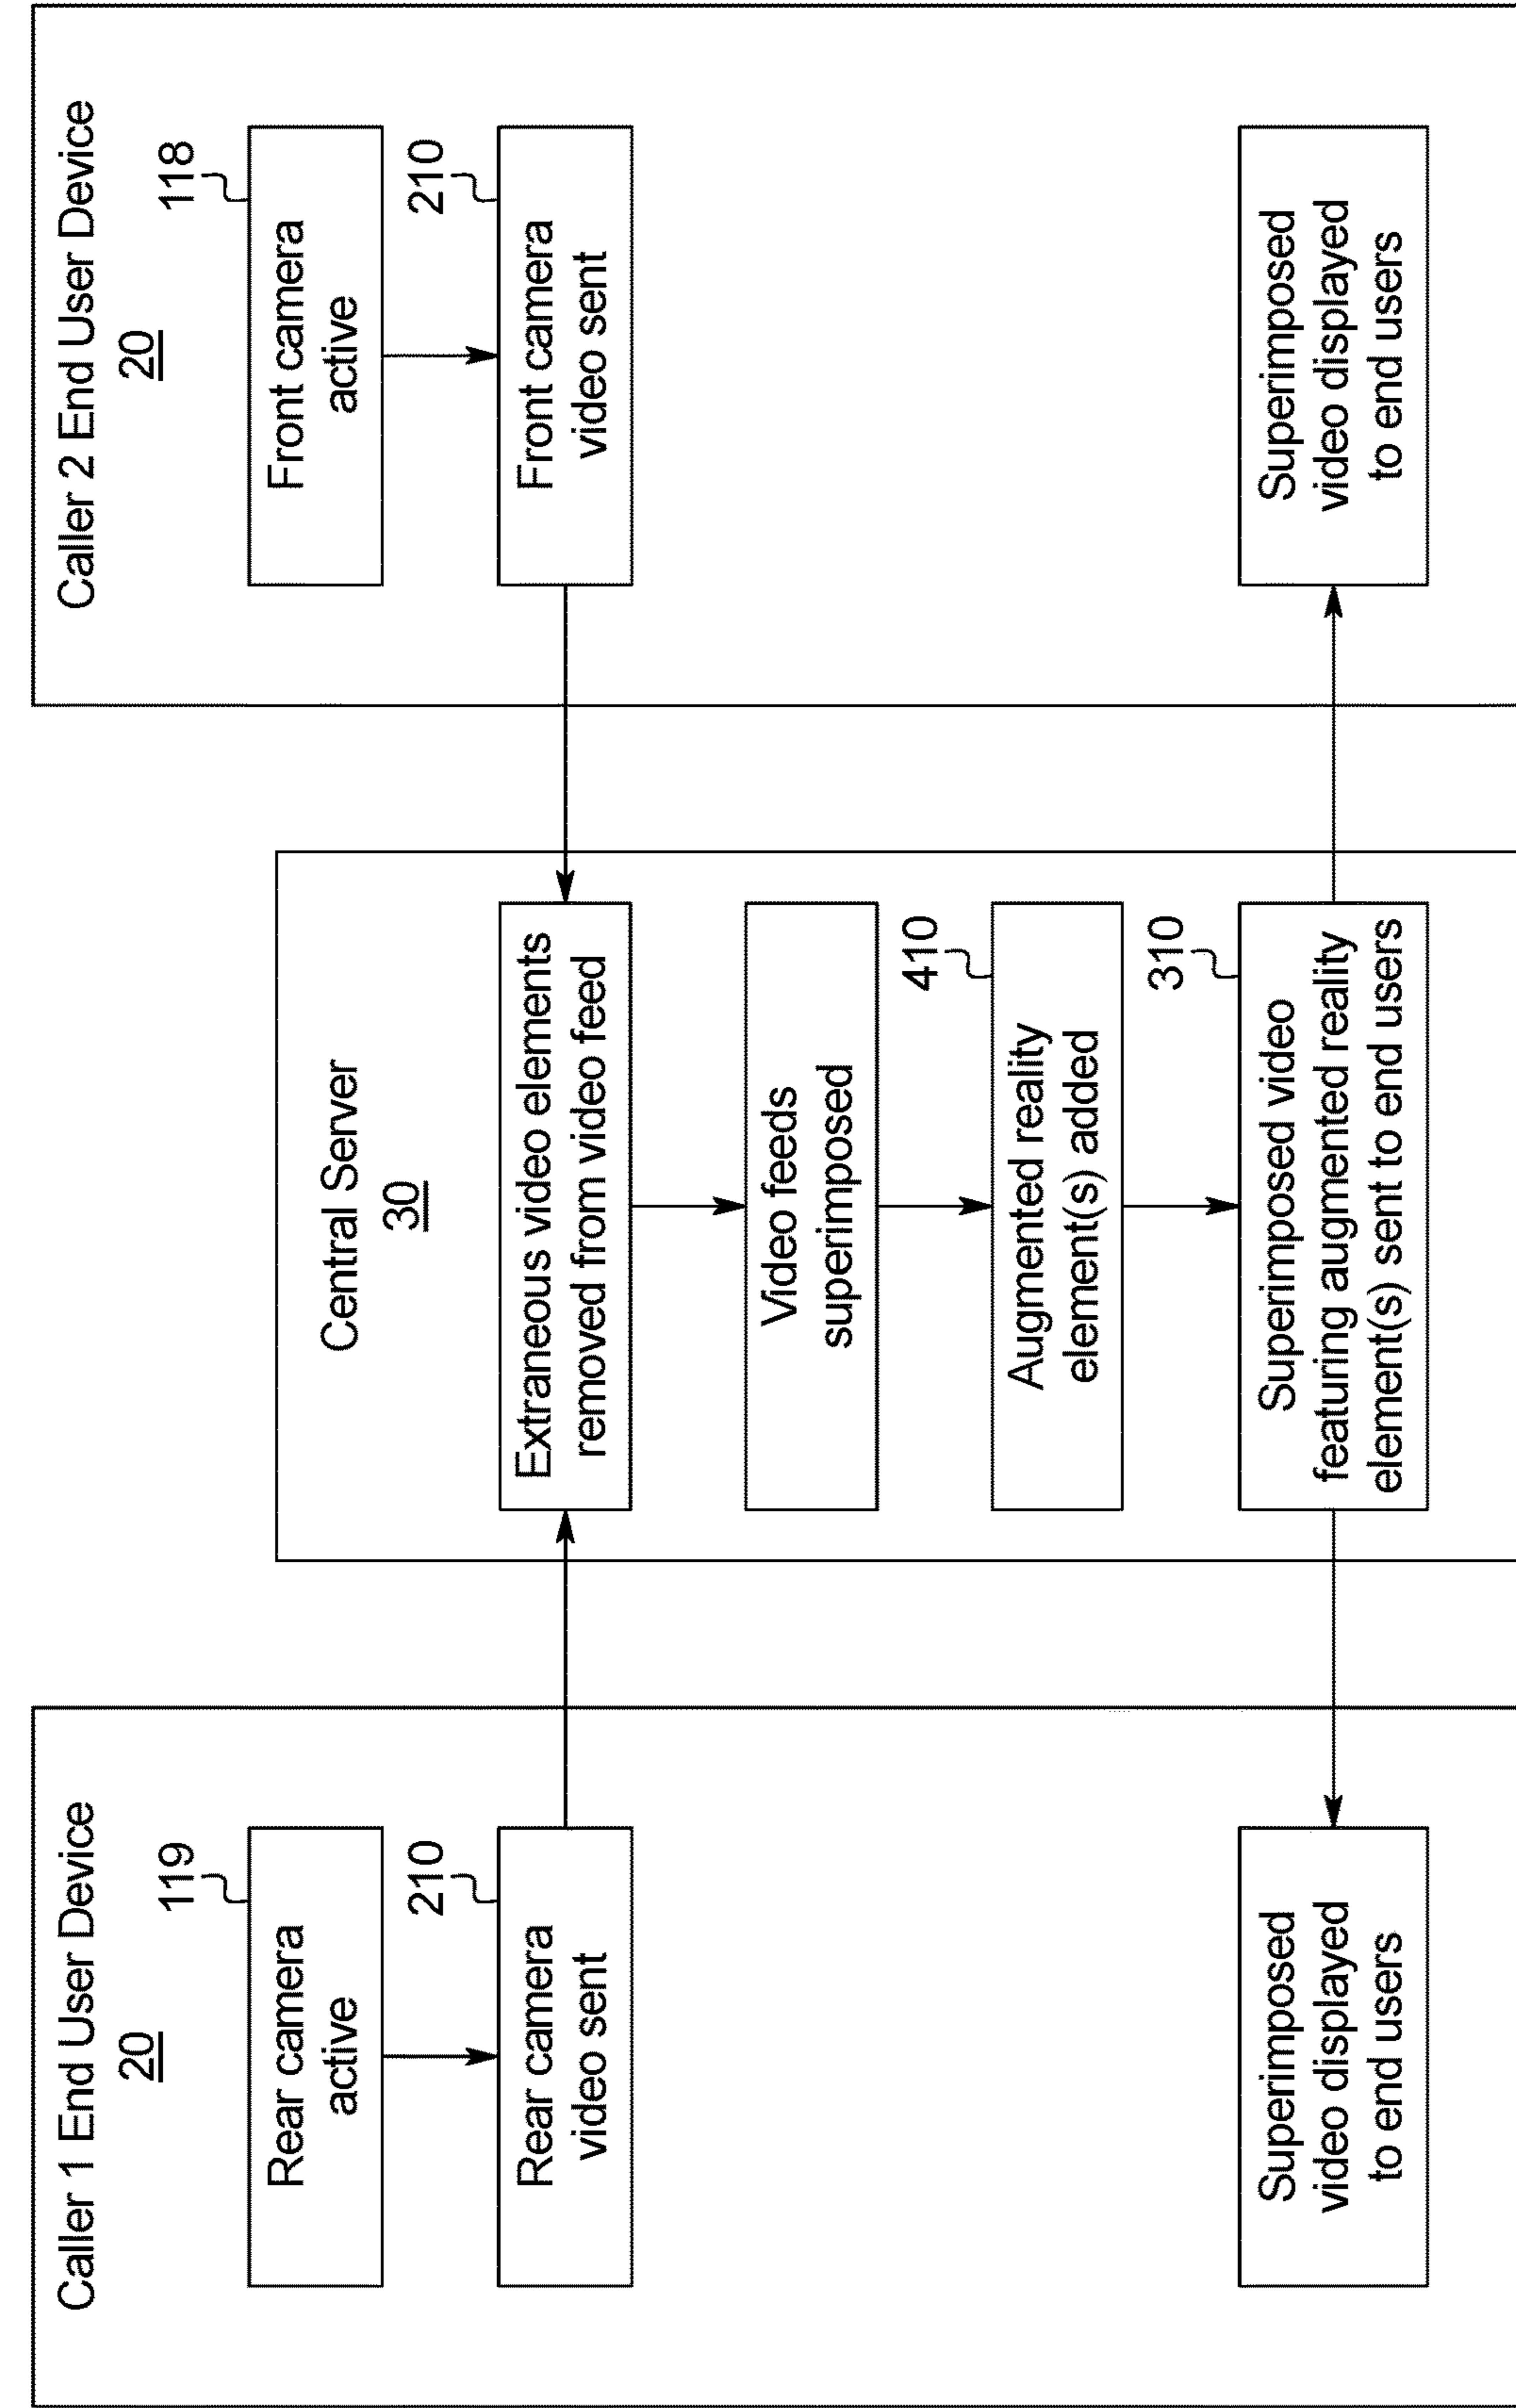 Caller 1 End User Device
20
119
Rear camera
active
210
Rear camera
video sent
Superimposed
video displayed
to end users
Central Server
30
Extraneous video elements
removed from video feed
Video feeds
superimposed
410
Augmented reality
element(s) added
310
Superimposed video
featuring augmented reality
element(s) sent to end users
Caller 2 End User Device
20
118
Front camera
active
210
Front camera
video sent
Superimposed
video displayed
to end users